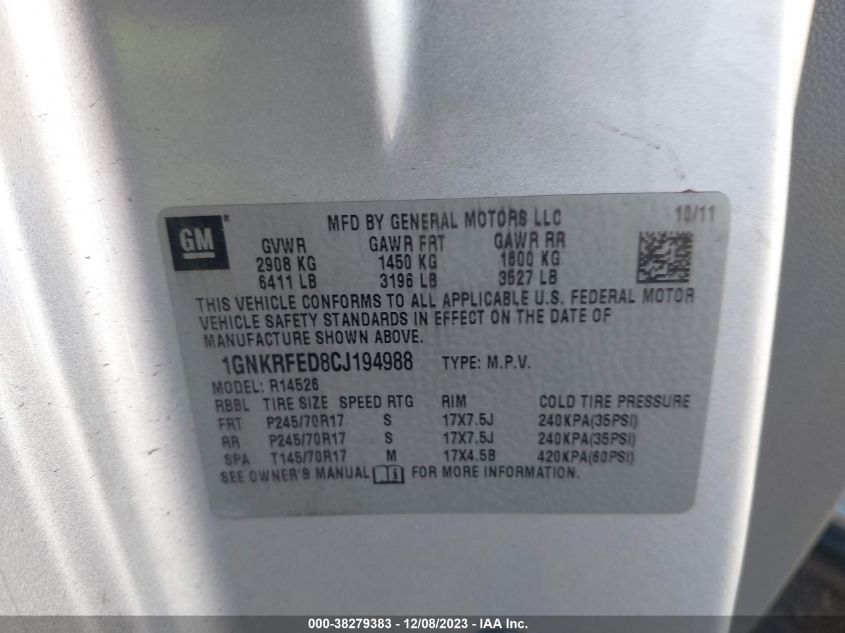 GM ®
MFD BY GENERAL MOTORS LLC 10/11
GVWR GAWR FRT GAWR RR
2908 KG 1450 KG 1600 KG
6411 LB 3196 LB 3527 LB
THIS VEHICLE CONFORMS TO ALL APPLICABLE U.S. FEDERAL MOTOR
VEHICLE SAFETY STANDARDS IN EFFECT ON THE DATE OF
MANUFACTURE SHOWN ABOVE.
1GNKRFED8CJ194988 TYPE: M.P.V.
MODEL: R14526
RBBL TIRE SIZE SPEED RTG RIM COLD TIRE PRESSURE
FRT P245/70R17 S 17X7.5J 240KPA(35PSI)
RR P245/70R17 S 17X7.5J 240KPA(35PSI)
SPA T145/70R17 M 17X4.5B 420KPA(60PSI)
SEE OWNER'S MANUAL FOR MORE INFORMATION.
000-38279383 - 12/08/2023 - IAA Inc.